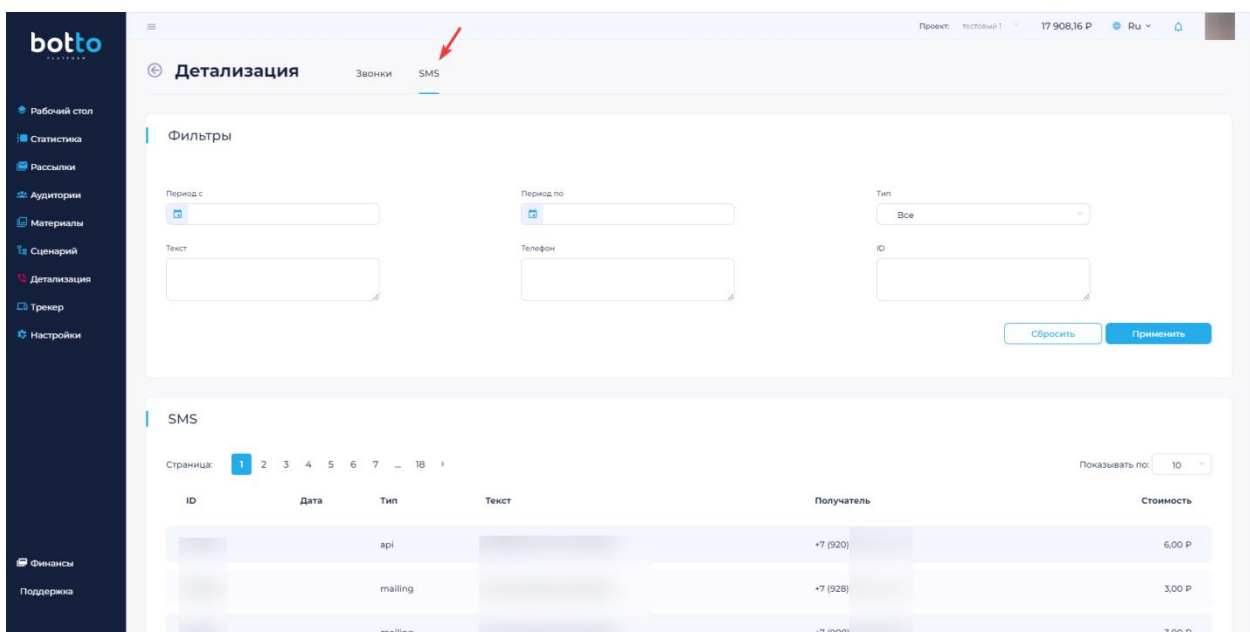 botto
PLATFORM
Проект: тестовый 1 17 908,16 ₽ Ru
Детализация Звонки SMS
Рабочий стол
Статистика
Рассылки
Аудитории
Материалы
Сценарий
Детализация
Трекер
Настройки
Финансы
Поддержка
Фильтры
Период с Период по Тип
Все
Текст Телефон ID
Сбросить Применить
SMS
Страница: 1 2 3 4 5 6 7 ... 18 > Показывать по: 10
ID Дата Тип Текст Получатель Стоимость
api +7 (920) 6,00 ₽
mailing +7 (928) 3,00 ₽